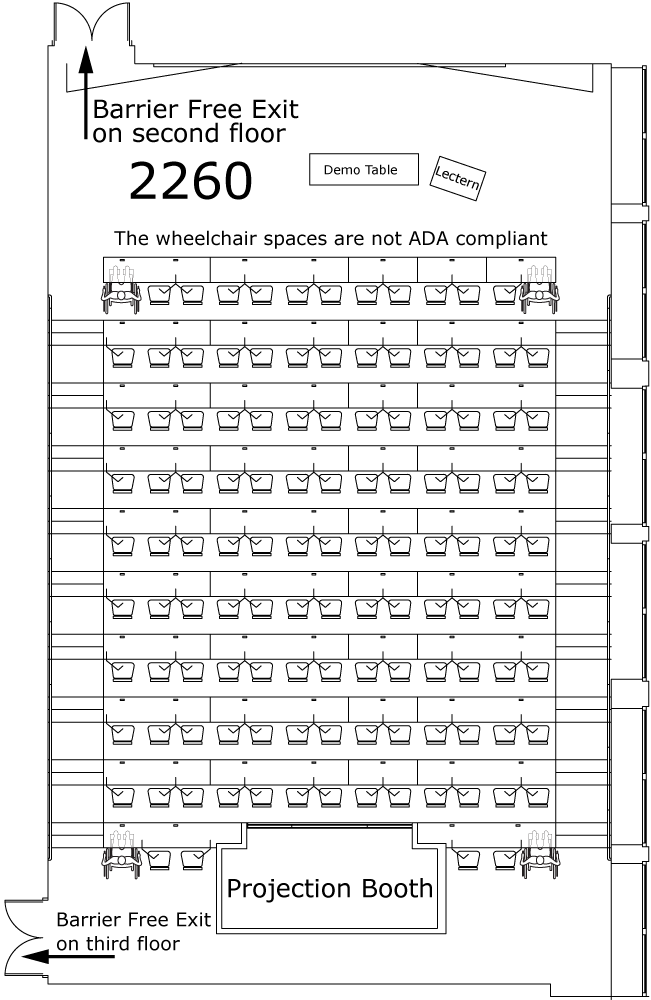 Barrier Free Exit
on second floor
2260
Demo Table
Lectern
The wheelchair spaces are not ADA compliant
Projection Booth
Barrier Free Exit
on third floor